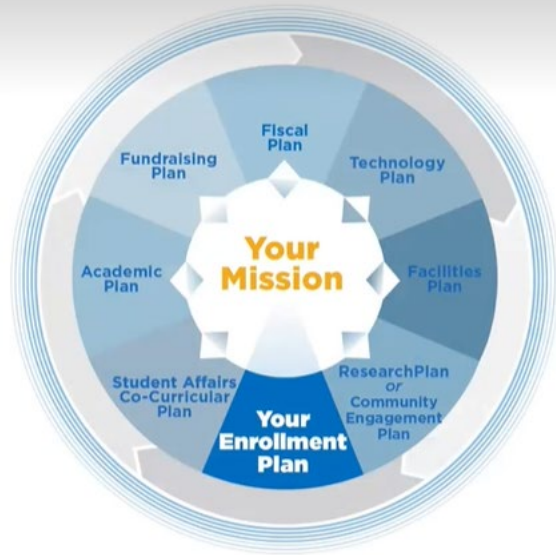 Your
Mission
Fiscal
Plan
Technology
Plan
Facilities
Plan
ResearchPlan
or
Community
Engagement
Plan
Your
Enrollment
Plan
Student Affairs
Co-Curricular
Plan
Academic
Plan
Fundraising
Plan